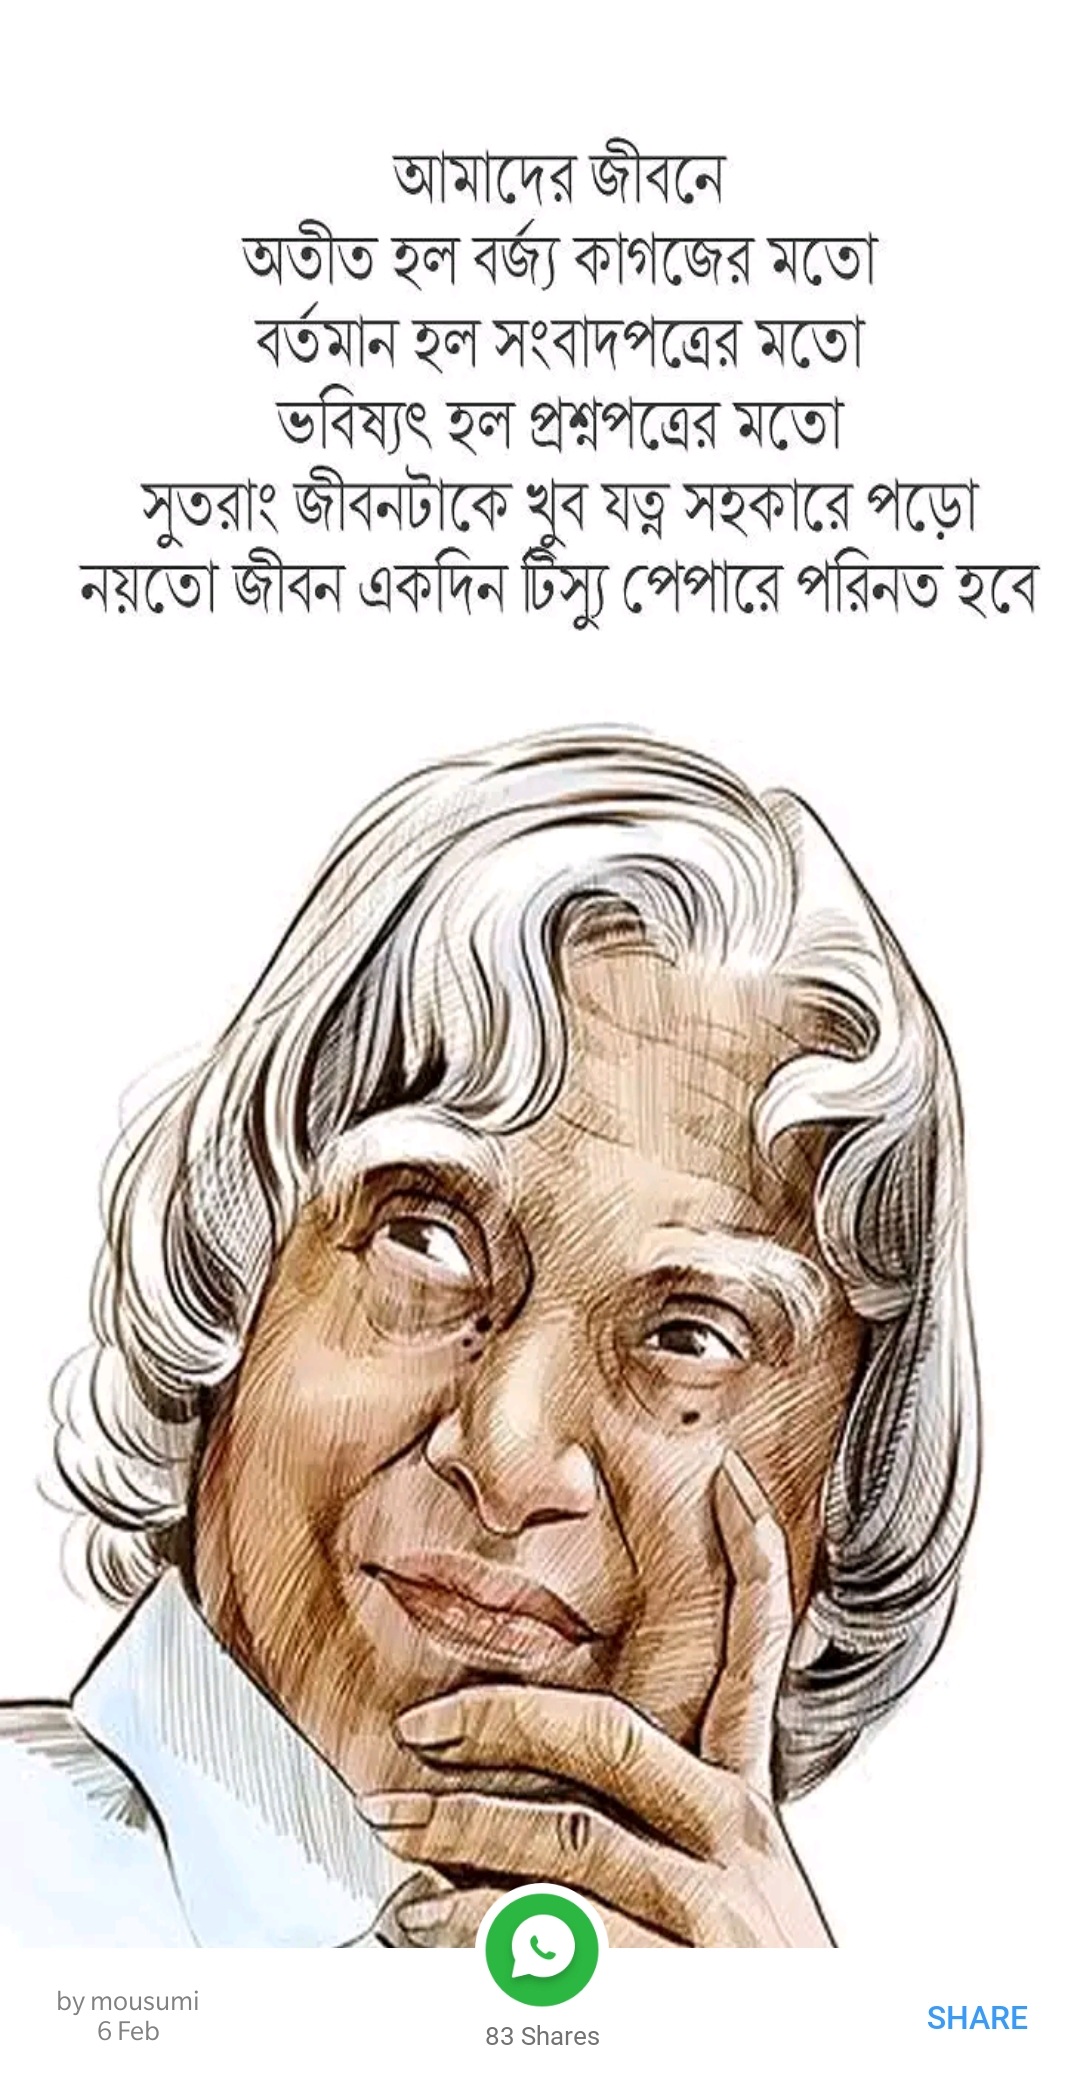 আমাদের জীবনে
অতীত হল বর্জ্য কাগজের মতো
বর্তমান হল সংবাদপত্রের মতো
ভবিষ্যৎ হল প্রশ্নপত্রের মতো
সুতরাং জীবনটাকে খুব যত্ন সহকারে পড়ো
নয়তো জীবন একদিন টিস্যু পেপারে পরিনত হবে
by mousumi
6 Feb
83 Shares
SHARE